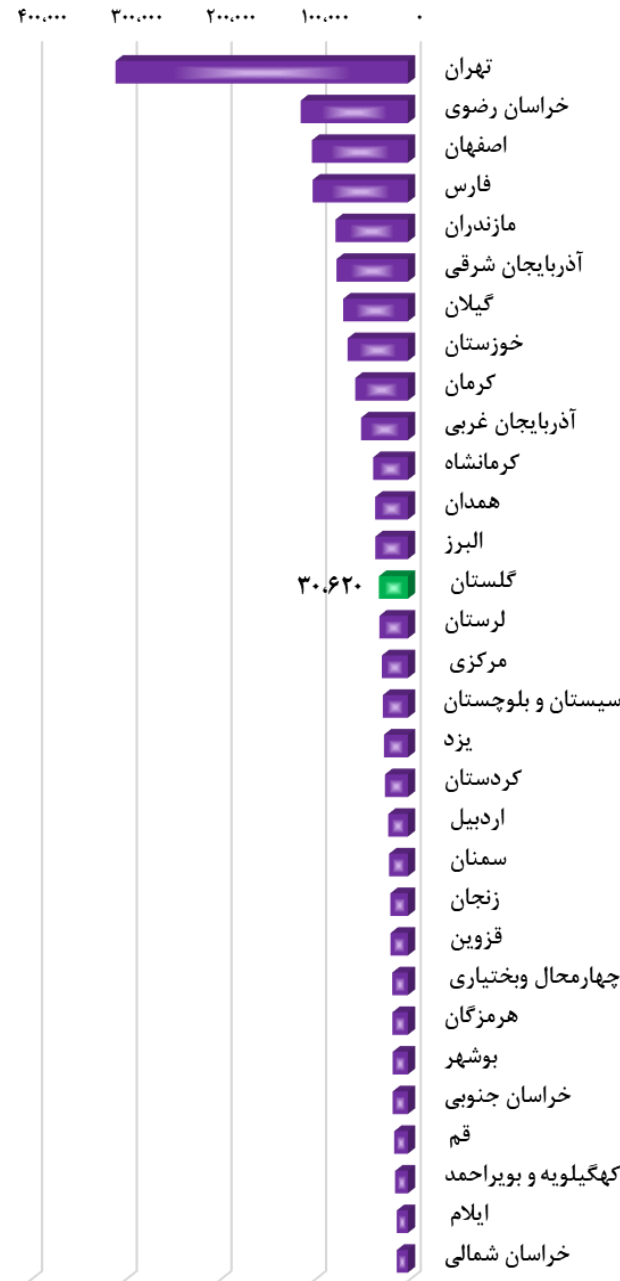 ۴۰۰,۰۰۰ ۳۰۰,۰۰۰ ۲۰۰,۰۰۰ ۱۰۰,۰۰۰ ۰
تهران
خراسان رضوی
اصفهان
فارس
مازندران
آذربایجان شرقی
گیلان
خوزستان
کرمان
آذربایجان غربی
کرمانشاه
همدان
البرز
گلستان ۳۰,۶۲۰
لرستان
مرکزی
سیستان و بلوچستان
یزد
کردستان
اردبیل
سمنان
زنجان
قزوین
چهارمحال وبختیاری
هرمزگان
بوشهر
خراسان جنوبی
قم
کهگیلویه و بویراحمد
ایلام
خراسان شمالی